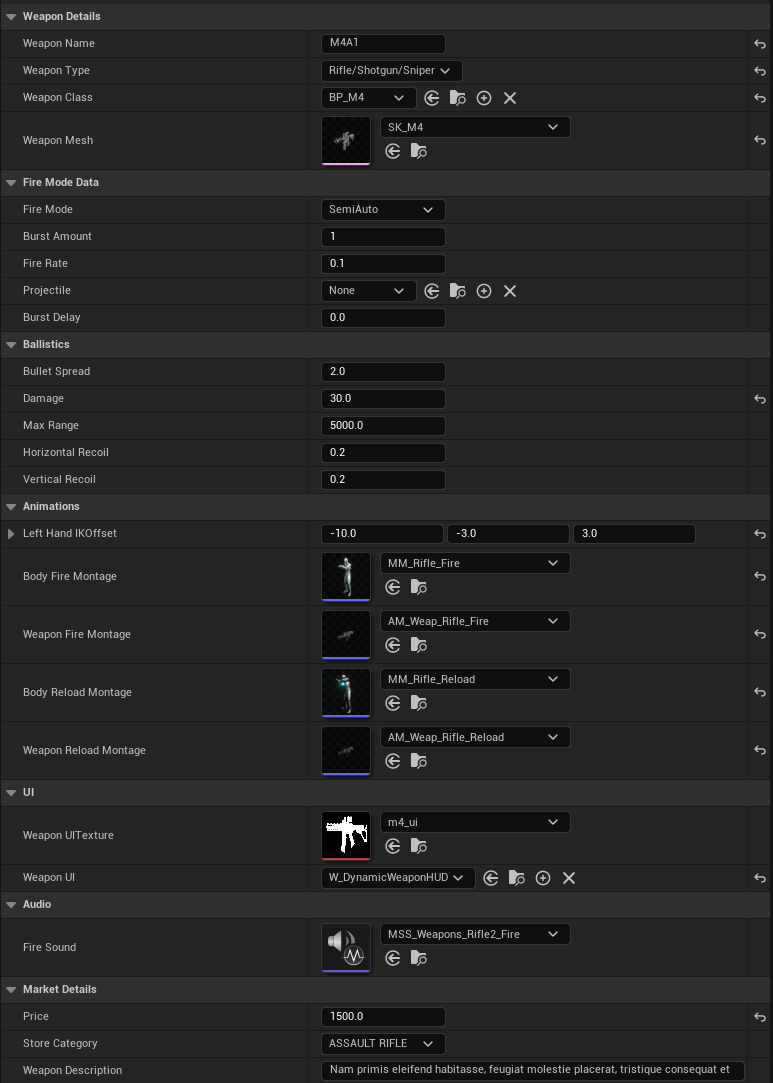 Weapon Details
Weapon Name M4A1
Weapon Type Rifle/Shotgun/Sniper
Weapon Class BP_M4
Weapon Mesh SK_M4
Fire Mode Data
Fire Mode SemiAuto
Burst Amount 1
Fire Rate 0.1
Projectile None
Burst Delay 0.0
Ballistics
Bullet Spread 2.0
Damage 30.0
Max Range 5000.0
Horizontal Recoil 0.2
Vertical Recoil 0.2
Animations
Left Hand IKOffset -10.0 -3.0 3.0
Body Fire Montage MM_Rifle_Fire
Weapon Fire Montage AM_Weap_Rifle_Fire
Body Reload Montage MM_Rifle_Reload
Weapon Reload Montage AM_Weap_Rifle_Reload
UI
Weapon UITexture m4_ui
Weapon UI W_DynamicWeaponHUD
Audio
Fire Sound MSS_Weapons_Rifle2_Fire
Market Details
Price 1500.0
Store Category ASSAULT RIFLE
Weapon Description Nam primis eleifend habitasse, feugiat molestie placerat, tristique consequat et